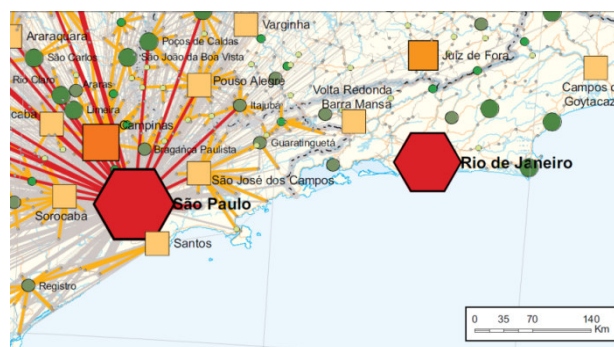 Araraquara
São Carlos
Poços de Caldas
São João da Boa Vista
Varginha
Rio Claro
Araras
Pouso Alegre
Limeira
Itajubá
caba
Campinas
Bragança Paulista
Guaratinguetá
Volta Redonda
Barra Mansa
Juiz de Fora
Campos d
Goytacaz
São José dos Campos
Rio de Janeiro
Sorocaba
São Paulo
Santos
Registro
0 35 70 140
Km